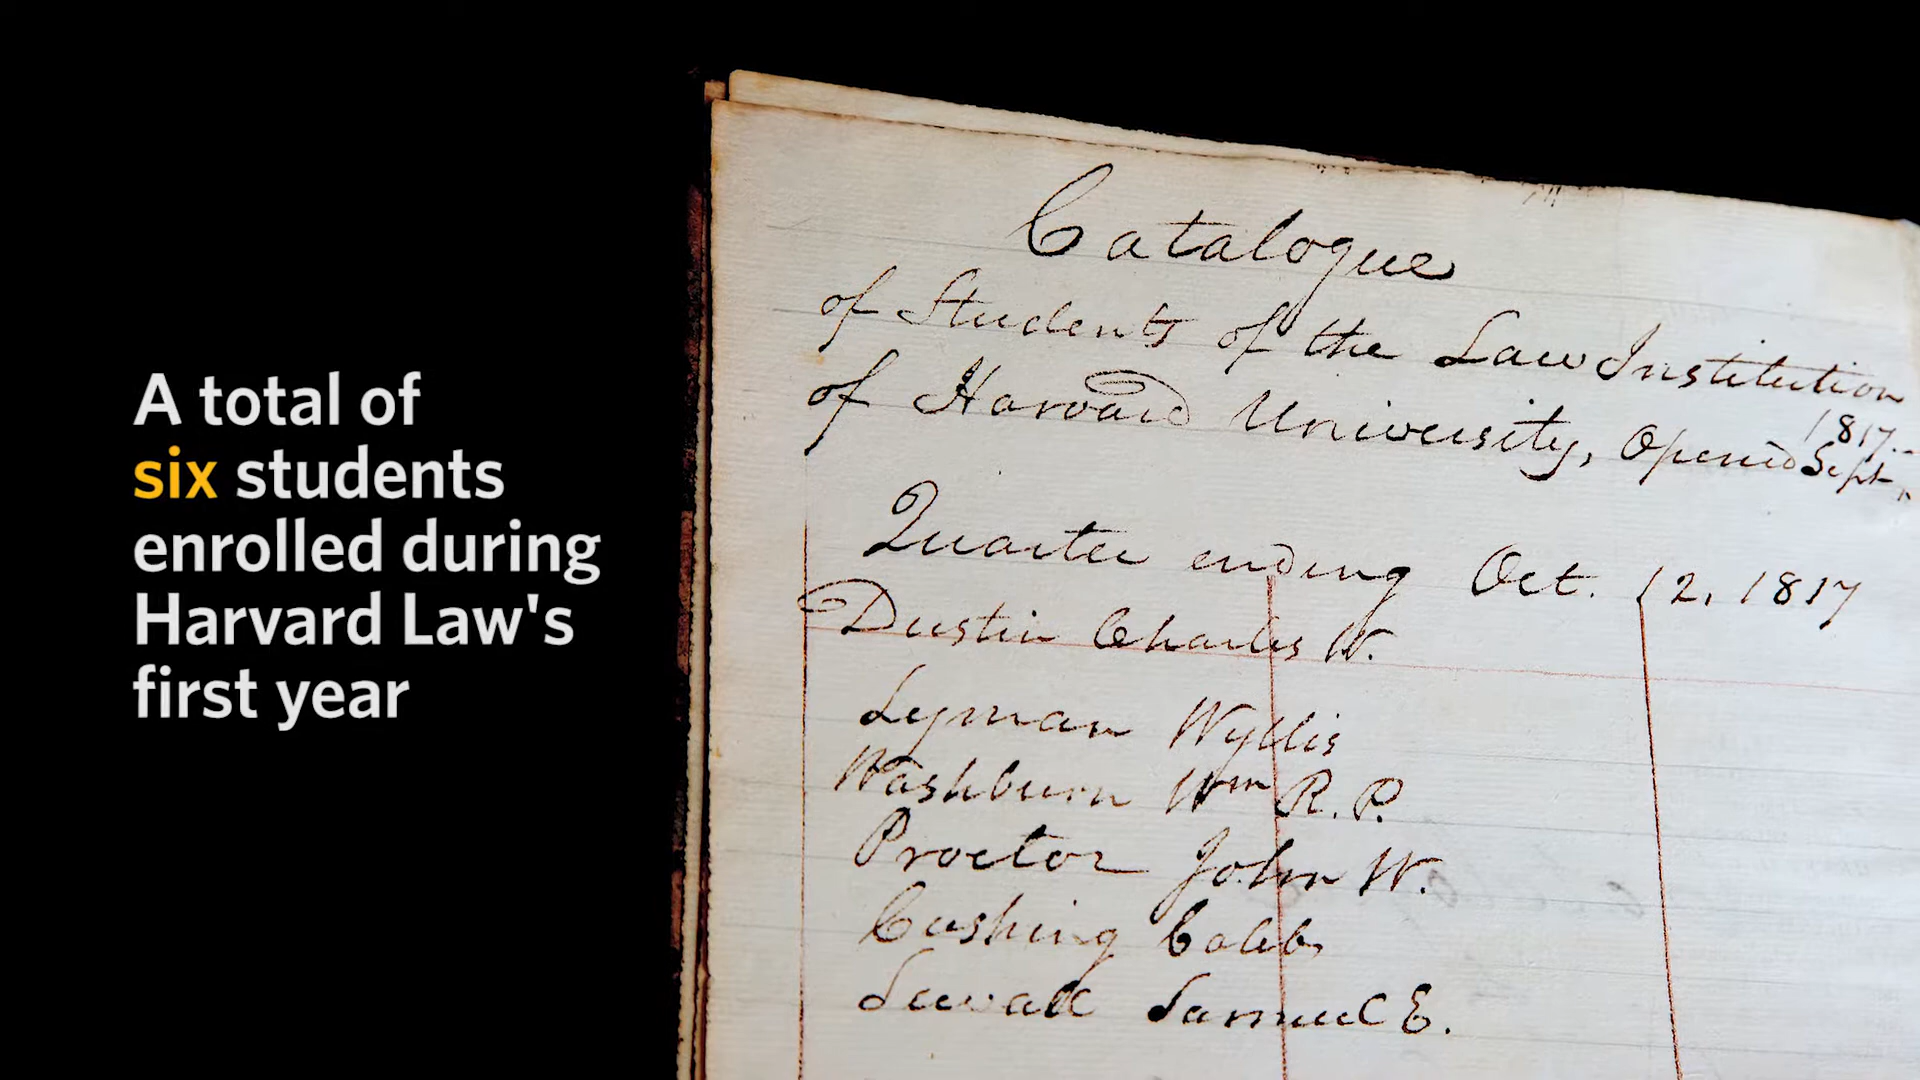 A total of
six students
enrolled during
Harvard Law's
first year
Catalogue
of Students of the Law Institution
of Harvard University, Opened Sept.
1817.
Quarter ending Oct. 12, 1817
Dustin Charles W.
Lyman Wyllis
Washburn Wm R. P.
Proctor John W.
Cushing Caleb
Sewall Samuel E.